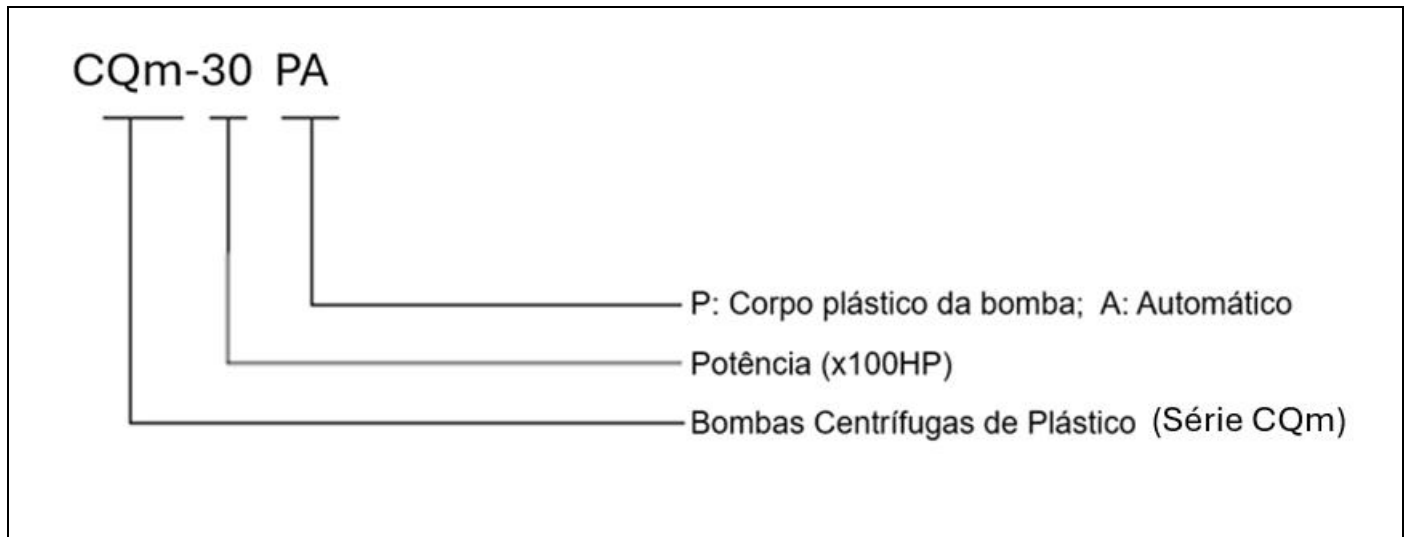 CQm-30 PA
P: Corpo plástico da bomba; A: Automático
Potência (x100HP)
Bombas Centrífugas de Plástico (Série CQm)